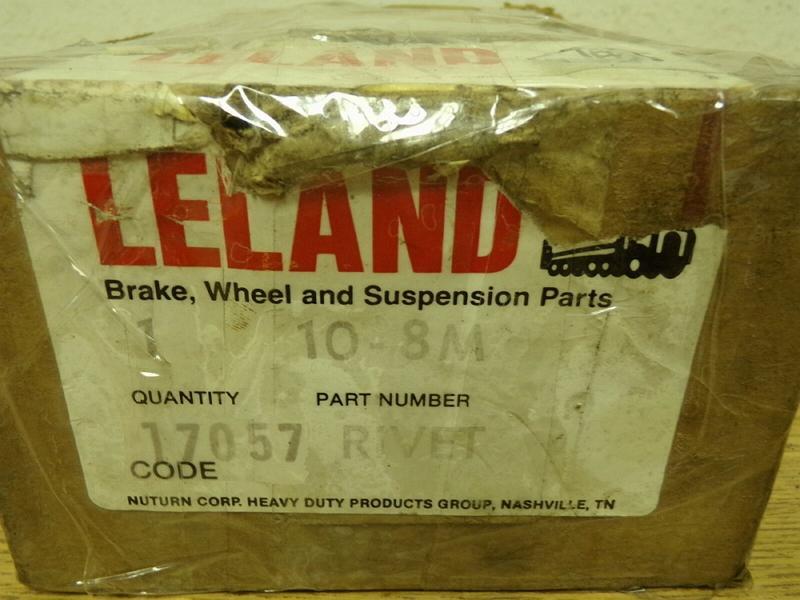 LELAND
LELAND
Brake, Wheel and Suspension Parts
1 10-8M
QUANTITY PART NUMBER
17057 RIVET
CODE
NUTURN CORP. HEAVY DUTY PRODUCTS GROUP, NASHVILLE, TN